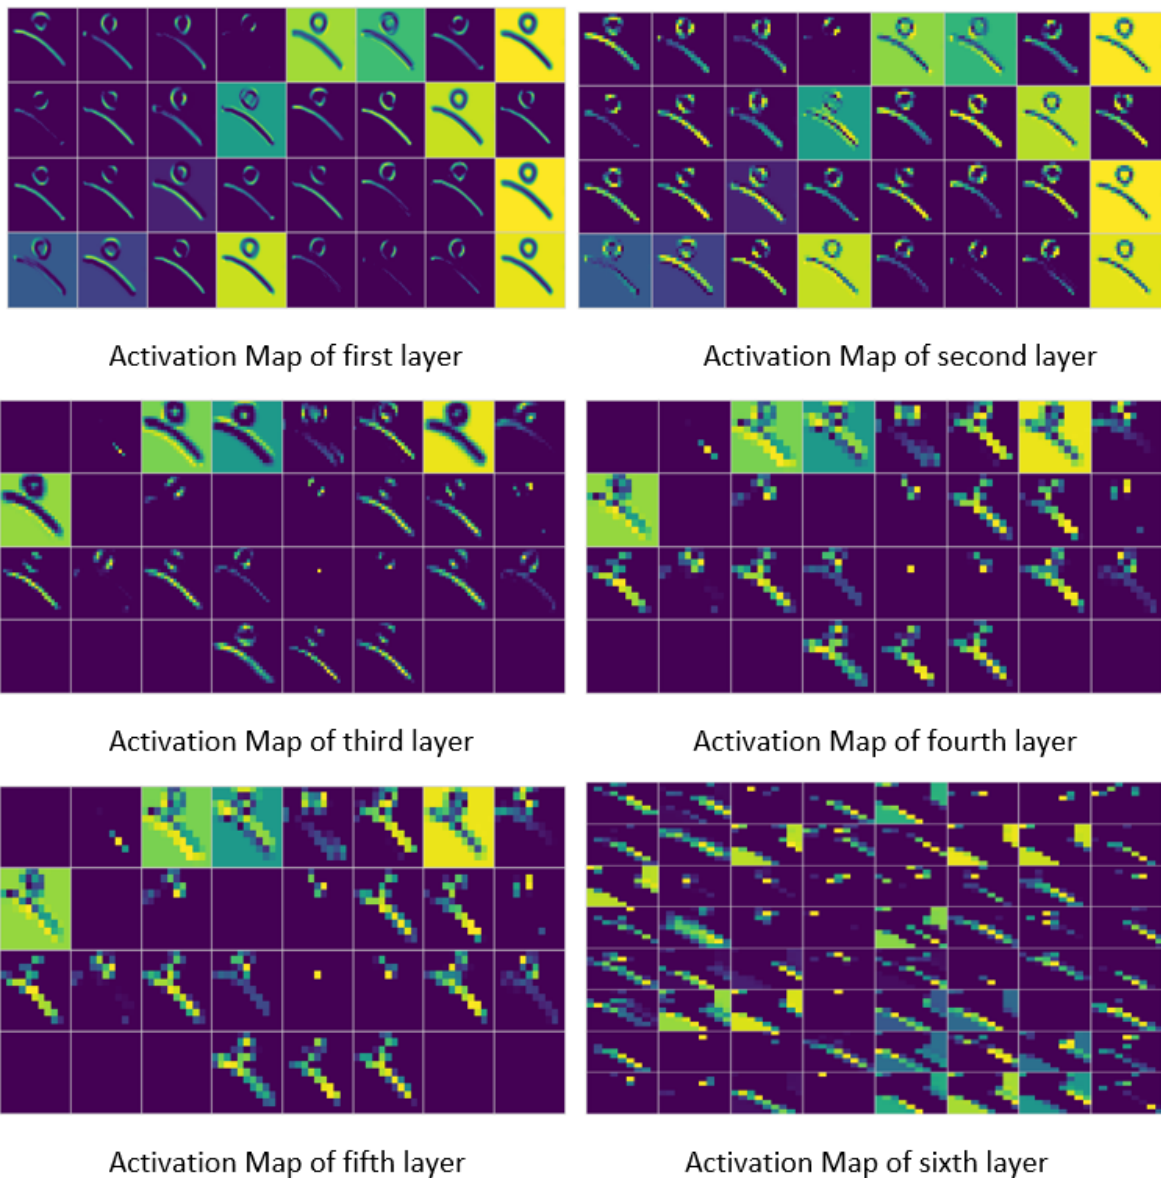 Activation Map of first layer
Activation Map of second layer
Activation Map of third layer
Activation Map of fourth layer
Activation Map of fifth layer
Activation Map of sixth layer